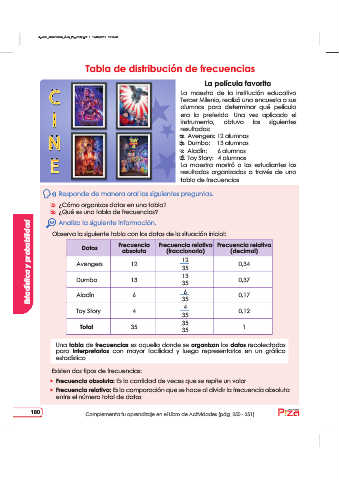 Tabla de distribución de frecuencias
CINE
La película favorita
La maestra de la institución educativa
Tercer Milenio, realizó una encuesta a sus
alumnos para determinar qué película
era la preferida. Una vez aplicado el
instrumento, obtuvo los siguientes
resultados:
Avengers: 12 alumnos
Dumbo: 13 alumnos
Aladín: 6 alumnos
Toy Story: 4 alumnos
La maestra mostró a los estudiantes los
resultados organizados a través de una
tabla de frecuencias
Responde de manera oral las siguientes preguntas.
¿Cómo organizas datos en una tabla?
¿Qué es una tabla de frecuencias?
Analiza la siguiente información.
Observa la siguiente tabla con los datos de la situación inicial:
Datos Frecuencia absoluta Frecuencia relativa (fraccionaria) Frecuencia relativa (decimal)
Avengers 12 12/35 0,34
Dumbo 13 13/35 0,37
Aladín 6 6/35 0,17
Toy Story 4 4/35 0,12
Total 35 35/35 1
Una tabla de frecuencias es aquella donde se organizan los datos recolectados
para interpretarlos con mayor facilidad y luego representarlos en un gráfico
estadístico
Existen dos tipos de frecuencias:
• Frecuencia absoluta: Es la cantidad de veces que se repite un valor
• Frecuencia relativa: Es la comparación que se hace al dividir la frecuencia absoluta
entre el número total de datos
Estadística y probabilidad
180
Complementa tu aprendizaje en el Libro de Actividades (pág. 350 - 351)